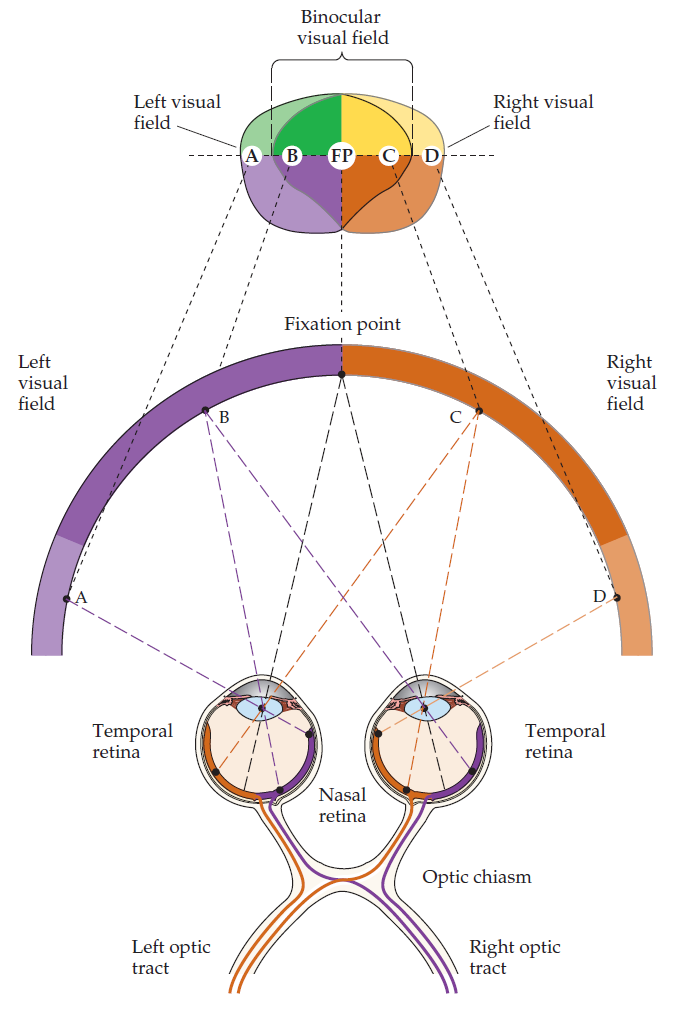 Binocular
visual field
Left visual
field
Right visual
field
A B FP C D
Fixation point
Left
visual
field
Right
visual
field
B
C
A
D
Temporal
retina
Temporal
retina
Nasal
retina
Optic chiasm
Left optic
tract
Right optic
tract